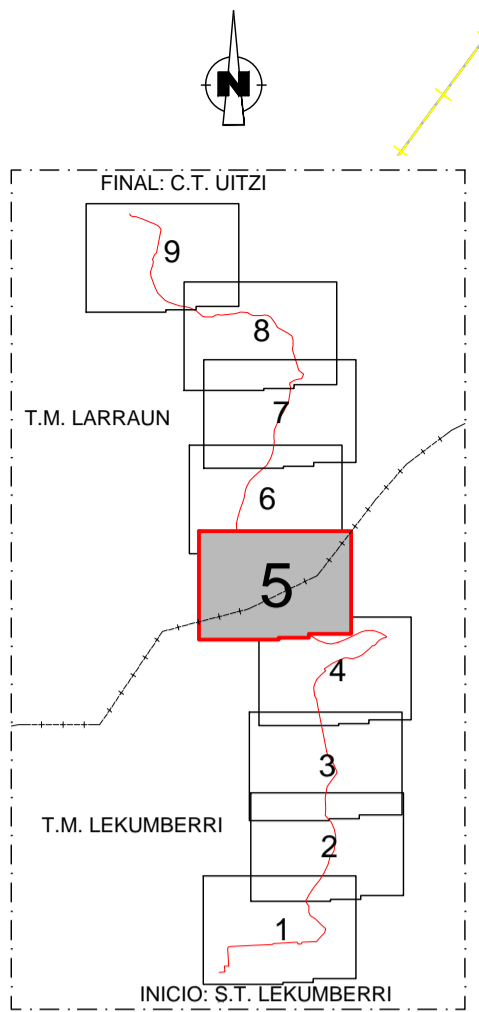 N
FINAL: C.T. UITZI
9
8
7
T.M. LARRAUN
6
5
4
3
T.M. LEKUMBERRI
2
1
INICIO: S.T. LEKUMBERRI